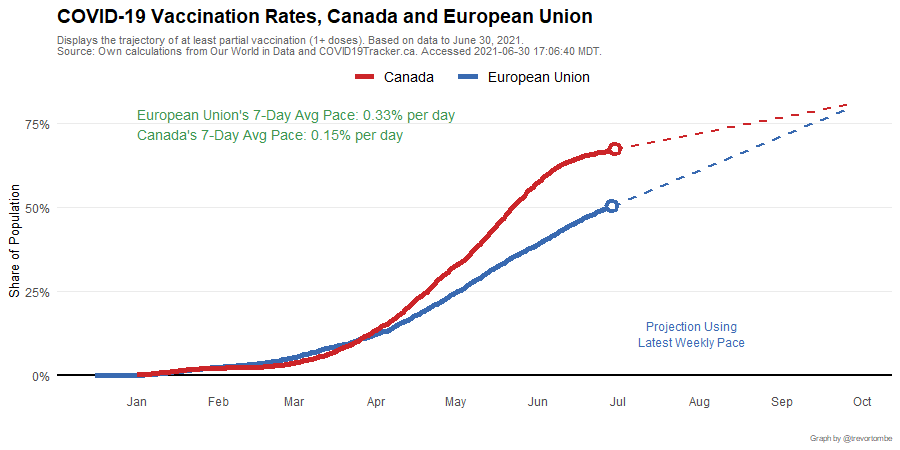 COVID-19 Vaccination Rates, Canada and European Union
Displays the trajectory of at least partial vaccination (1+ doses). Based on data to June 30, 2021.
Source: Own calculations from Our World in Data and COVID19Tracker.ca. Accessed 2021-06-30 17:06:40 MDT.
Canada European Union
European Union's 7-Day Avg Pace: 0.33% per day
Canada's 7-Day Avg Pace: 0.15% per day
75%
50%
25%
0%
Share of Population
Projection Using
Latest Weekly Pace
Jan Feb Mar Apr May Jun Jul Aug Sep Oct
Graph by @trevortombe